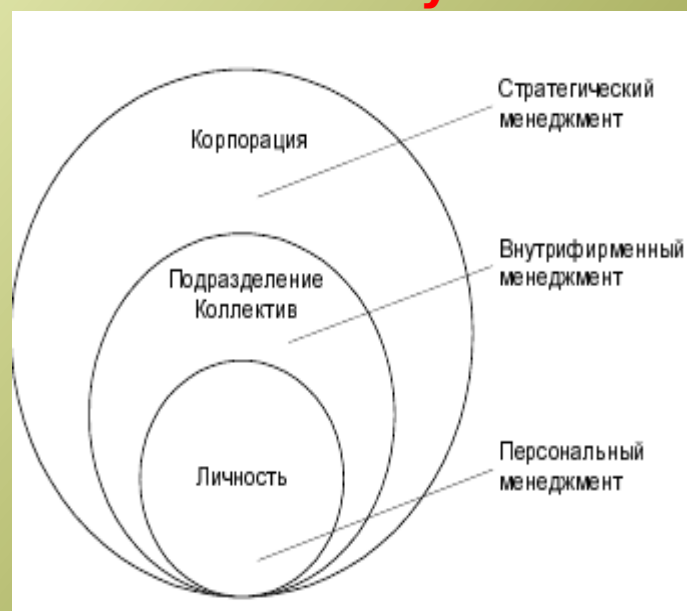 Стратегический
менеджмент
Корпорация
Внутрифирменный
менеджмент
Подразделение
Коллектив
Персональный
менеджмент
Личность